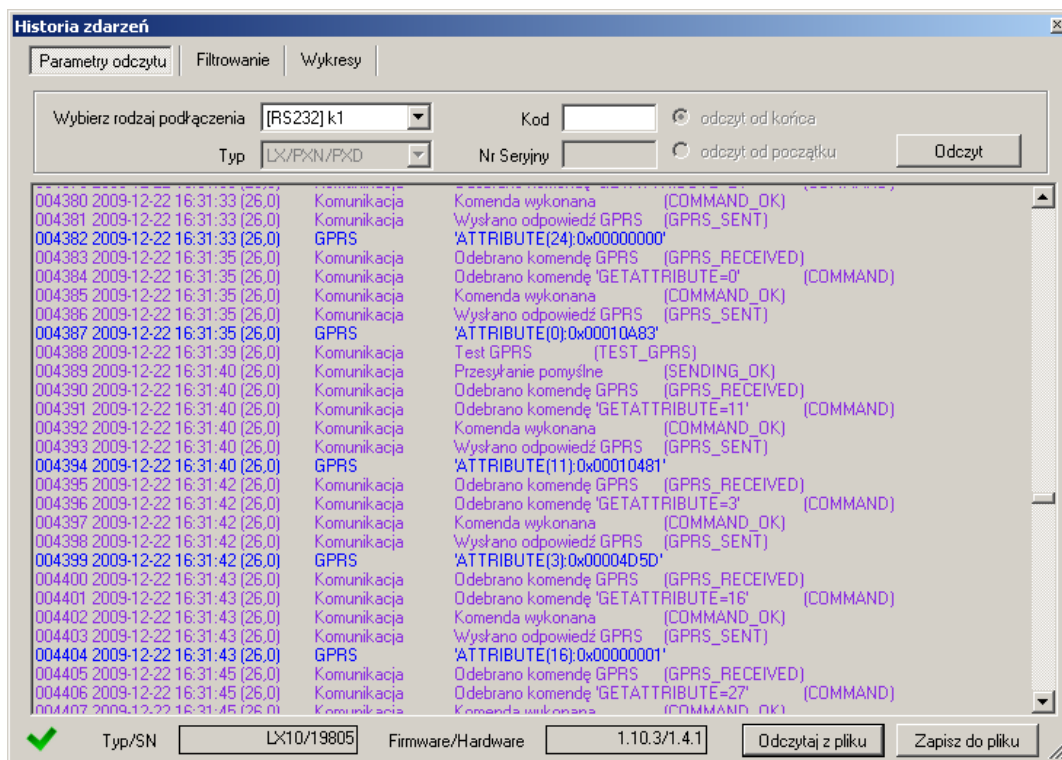 Historia zdarzeń
Parametry odczytu Filtrowanie Wykresy
Wybierz rodzaj podłączenia [RS232] k1 Kod odczyt od końca
Typ LX/PXN/PXD Nr Seryjny odczyt od początku Odczyt
004380 2009-12-22 16:31:33 (26,0) Komunikacja Komenda wykonana (COMMAND_OK)
004381 2009-12-22 16:31:33 (26,0) Komunikacja Wysłano odpowiedź GPRS (GPRS_SENT)
004382 2009-12-22 16:31:33 (26,0) GPRS 'ATTRIBUTE(24):0x00000000'
004383 2009-12-22 16:31:35 (26,0) Komunikacja Odebrano komendę GPRS (GPRS_RECEIVED)
004384 2009-12-22 16:31:35 (26,0) Komunikacja Odebrano komendę 'GETATTRIBUTE=0' (COMMAND)
004385 2009-12-22 16:31:35 (26,0) Komunikacja Komenda wykonana (COMMAND_OK)
004386 2009-12-22 16:31:35 (26,0) Komunikacja Wysłano odpowiedź GPRS (GPRS_SENT)
004387 2009-12-22 16:31:35 (26,0) GPRS 'ATTRIBUTE(0):0x00010A83'
004388 2009-12-22 16:31:39 (26,0) Komunikacja Test GPRS (TEST_GPRS)
004389 2009-12-22 16:31:40 (26,0) Komunikacja Przesyłanie pomyślne (SENDING_OK)
004390 2009-12-22 16:31:40 (26,0) Komunikacja Odebrano komendę GPRS (GPRS_RECEIVED)
004391 2009-12-22 16:31:40 (26,0) Komunikacja Odebrano komendę 'GETATTRIBUTE=11' (COMMAND)
004392 2009-12-22 16:31:40 (26,0) Komunikacja Komenda wykonana (COMMAND_OK)
004393 2009-12-22 16:31:40 (26,0) Komunikacja Wysłano odpowiedź GPRS (GPRS_SENT)
004394 2009-12-22 16:31:40 (26,0) GPRS 'ATTRIBUTE(11):0x00010481'
004395 2009-12-22 16:31:42 (26,0) Komunikacja Odebrano komendę GPRS (GPRS_RECEIVED)
004396 2009-12-22 16:31:42 (26,0) Komunikacja Odebrano komendę 'GETATTRIBUTE=3' (COMMAND)
004397 2009-12-22 16:31:42 (26,0) Komunikacja Komenda wykonana (COMMAND_OK)
004398 2009-12-22 16:31:42 (26,0) Komunikacja Wysłano odpowiedź GPRS (GPRS_SENT)
004399 2009-12-22 16:31:42 (26,0) GPRS 'ATTRIBUTE(3):0x00004D5D'
004400 2009-12-22 16:31:43 (26,0) Komunikacja Odebrano komendę GPRS (GPRS_RECEIVED)
004401 2009-12-22 16:31:43 (26,0) Komunikacja Odebrano komendę 'GETATTRIBUTE=16' (COMMAND)
004402 2009-12-22 16:31:43 (26,0) Komunikacja Komenda wykonana (COMMAND_OK)
004403 2009-12-22 16:31:43 (26,0) Komunikacja Wysłano odpowiedź GPRS (GPRS_SENT)
004404 2009-12-22 16:31:43 (26,0) GPRS 'ATTRIBUTE(16):0x00000001'
004405 2009-12-22 16:31:45 (26,0) Komunikacja Odebrano komendę GPRS (GPRS_RECEIVED)
004406 2009-12-22 16:31:45 (26,0) Komunikacja Odebrano komendę 'GETATTRIBUTE=27' (COMMAND)
004407 2009-12-22 16:31:45 (26,0) Komunikacja Komenda wykonana (COMMAND_OK)
Typ/SN LX10/19805 Firmware/Hardware 1.10.3/1.4.1 Odczytaj z pliku Zapisz do pliku